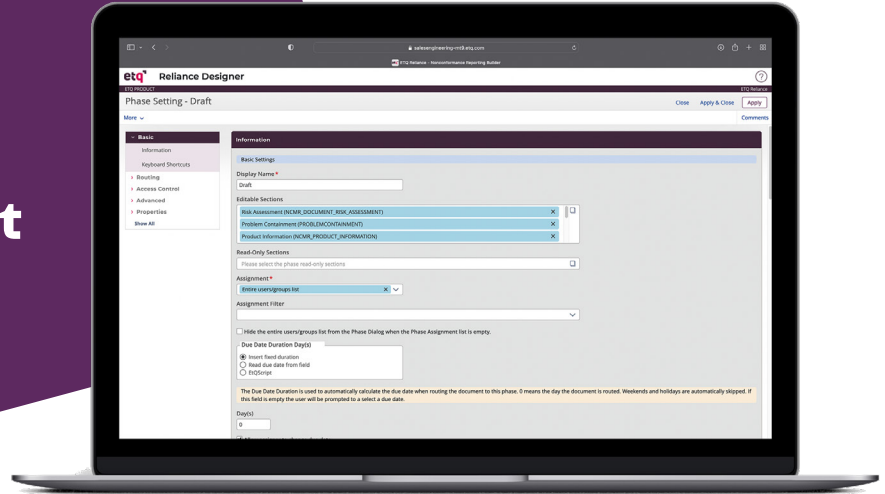 t
salesengineering-mt8.etq.com
ETQ Reliance - Nonconformance Reporting Builder
etq Reliance Designer
ETQ PRODUCT
ETQ Reliance
Phase Setting - Draft
Close Apply & Close Apply
More
Comments
Basic
Information
Keyboard Shortcuts
Routing
Access Control
Advanced
Properties
Show All
Information
Basic Settings
Display Name*
Draft
Editable Sections
Risk Assessment (NCMR_DOCUMENT_RISK_ASSESSMENT)
Problem Containment (PROBLEMCONTAINMENT)
Product Information (NCMR_PRODUCT_INFORMATION)
Read-Only Sections
Please select the phase read-only sections
Assignment*
Entire users/groups list
Assignment Filter
Hide the entire users/groups list from the Phase Dialog when the Phase Assignment list is empty.
Due Date Duration Day(s)
Insert fixed duration
Read due date from field
EtQScript
The Due Date Duration is used to automatically calculate the due date when routing the document to this phase. 0 means the day the document is routed. Weekends and holidays are automatically skipped. If
this field is empty the user will be prompted to a select a due date.
Day(s)
0